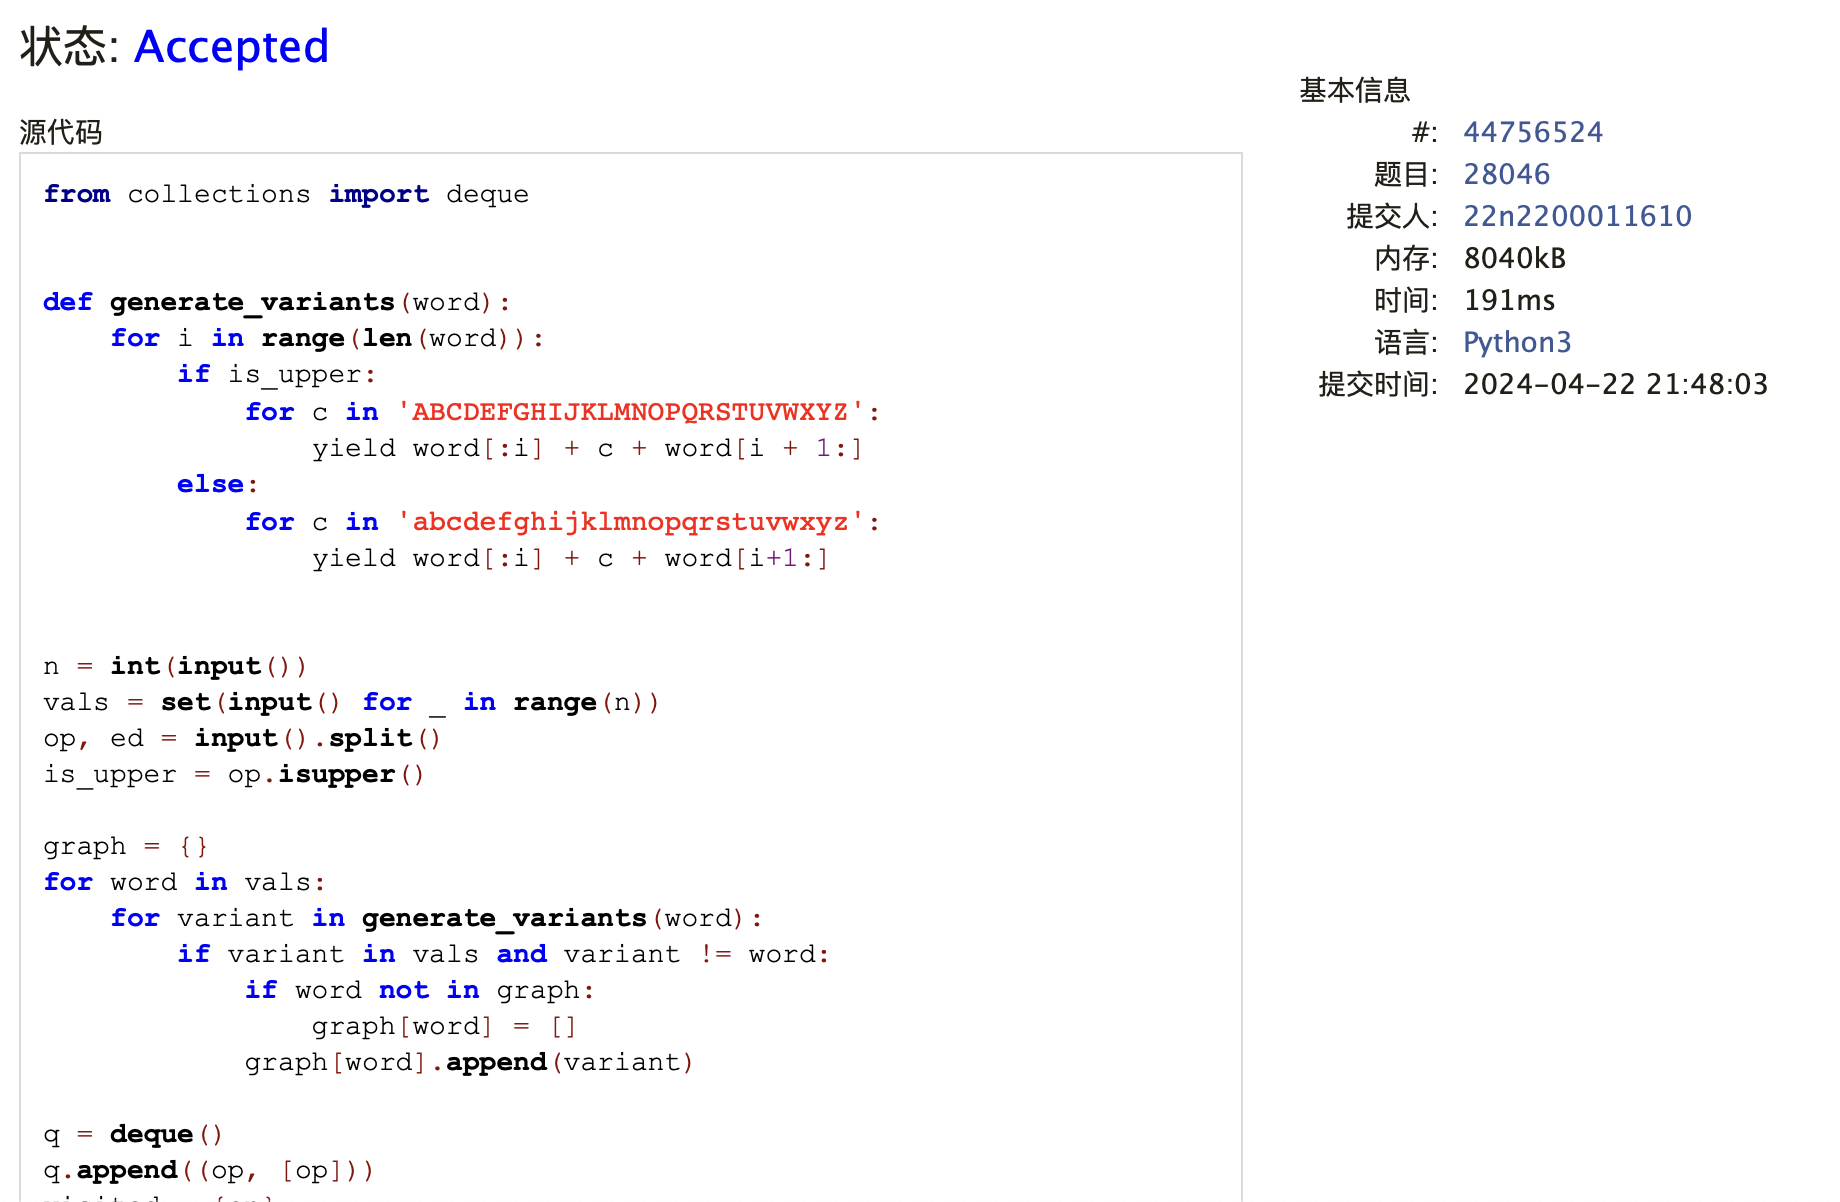 状态: Accepted
源代码
from collections import deque
def generate_variants(word):
    for i in range(len(word)):
        if is_upper:
            for c in 'ABCDEFGHIJKLMNOPQRSTUVWXYZ':
                yield word[:i] + c + word[i + 1:]
        else:
            for c in 'abcdefghijklmnopqrstuvwxyz':
                yield word[:i] + c + word[i+1:]
n = int(input())
vals = set(input() for _ in range(n))
op, ed = input().split()
is_upper = op.isupper()
graph = {}
for word in vals:
    for variant in generate_variants(word):
        if variant in vals and variant != word:
            if word not in graph:
                graph[word] = []
            graph[word].append(variant)
q = deque()
q.append((op, [op]))
基本信息
#: 44756524
题目: 28046
提交人: 22n2200011610
内存: 8040kB
时间: 191ms
语言: Python3
提交时间: 2024-04-22 21:48:03